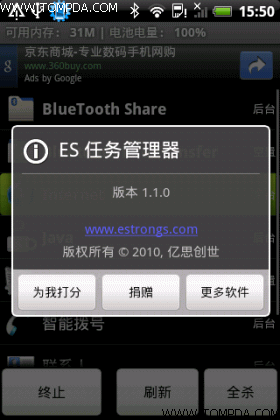 WWW.TOMPDA.COM
15:50
可用内存: 31M | 电池电量: 100%
京东商城-专业数码手机网购
www.360buy.com
Ads by Google
BlueTooth Share
后台
ES 任务管理器
版本 1.1.0
www.estrongs.com
版权所有 © 2010, 亿思创世
为我打分
捐赠
更多软件
智能拨号
后台
终止
刷新
全杀
WWW.TOMPDA.COM